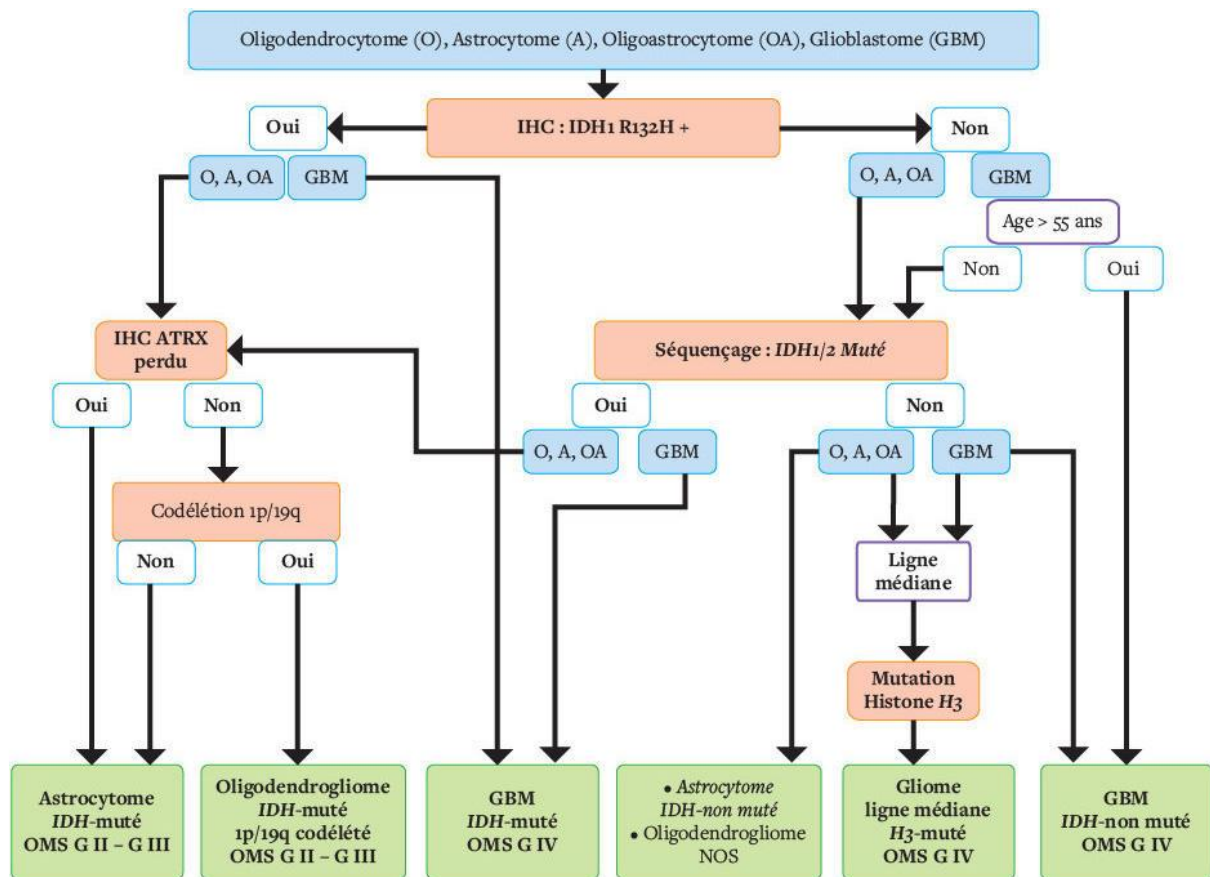 Oligodendrocytome (O), Astrocytome (A), Oligoastrocytome (OA), Glioblastome (GBM)
Oui
IHC : IDH1 R132H +
Non
O, A, OA
GBM
O, A, OA
GBM
Age > 55 ans
Non
Oui
IHC ATRX
perdu
Séquençage : IDH1/2 Muté
Oui
Non
Oui
Non
O, A, OA
GBM
O, A, OA
GBM
Codélétion 1p/19q
Non
Oui
Ligne
médiane
Mutation
Histone H3
Astrocytome
IDH-muté
OMS G II – G III
Oligodendrogliome
IDH-muté
1p/19q codélété
OMS G II – G III
GBM
IDH-muté
OMS G IV
• Astrocytome
IDH-non muté
• Oligodendrogliome
NOS
Gliome
ligne médiane
H3-muté
OMS G IV
GBM
IDH-non muté
OMS G IV